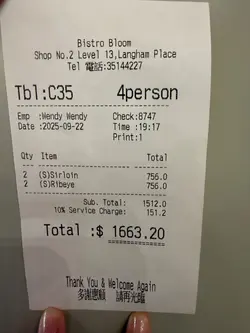 Bistro Bloom
Shop No.2 Level 13,Langham Place
Tel 電話:35144227
Tbl:C35 4person
Emp :Wendy Wendy Check:8747
Date :2025-09-22 Time :19:17
Print:1
Qty Item Total
2 (S)Sirloin 756.0
2 (S)Ribeye 756.0
Sub. Total: 1512.0
10% Service Charge: 151.2
Total :$ 1663.20
Thank You & Welcome Again
多謝惠顧 請再光臨